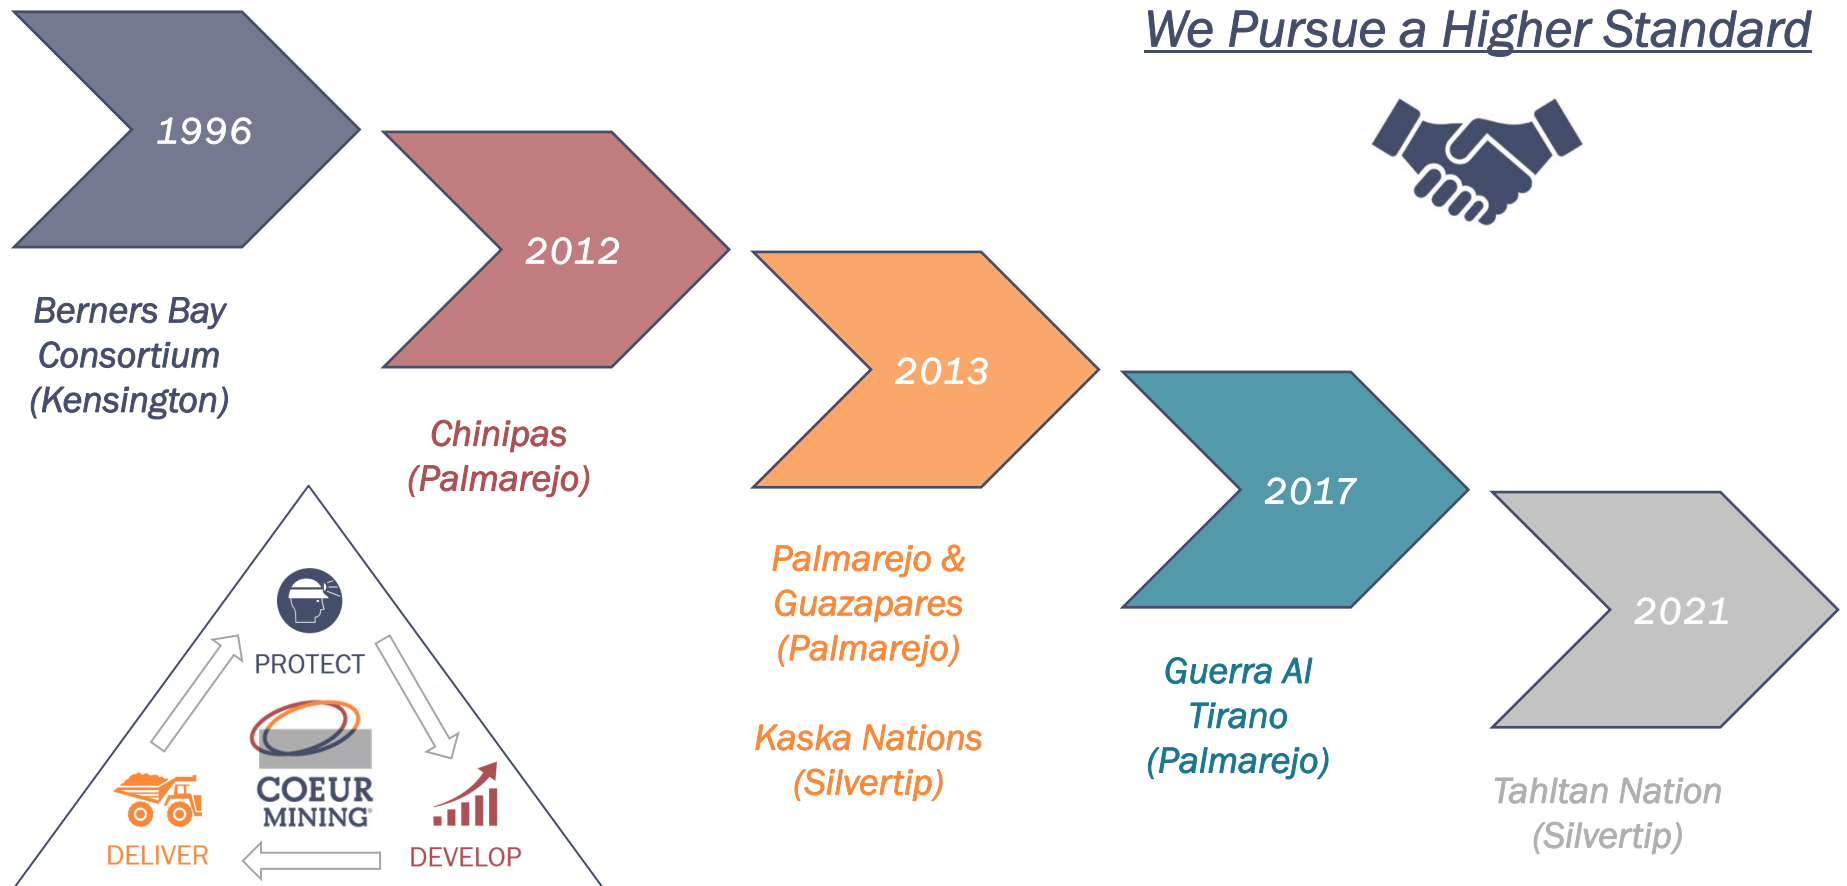 We Pursue a Higher Standard
1996
Berners Bay
Consortium
(Kensington)
2012
Chinipas
(Palmarejo)
2013
Palmarejo &
Guazapares
(Palmarejo)
Kaska Nations
(Silvertip)
2017
Guerra Al
Tirano
(Palmarejo)
2021
Tahltan Nation
(Silvertip)
PROTECT
COEUR
MINING®
DELIVER
DEVELOP